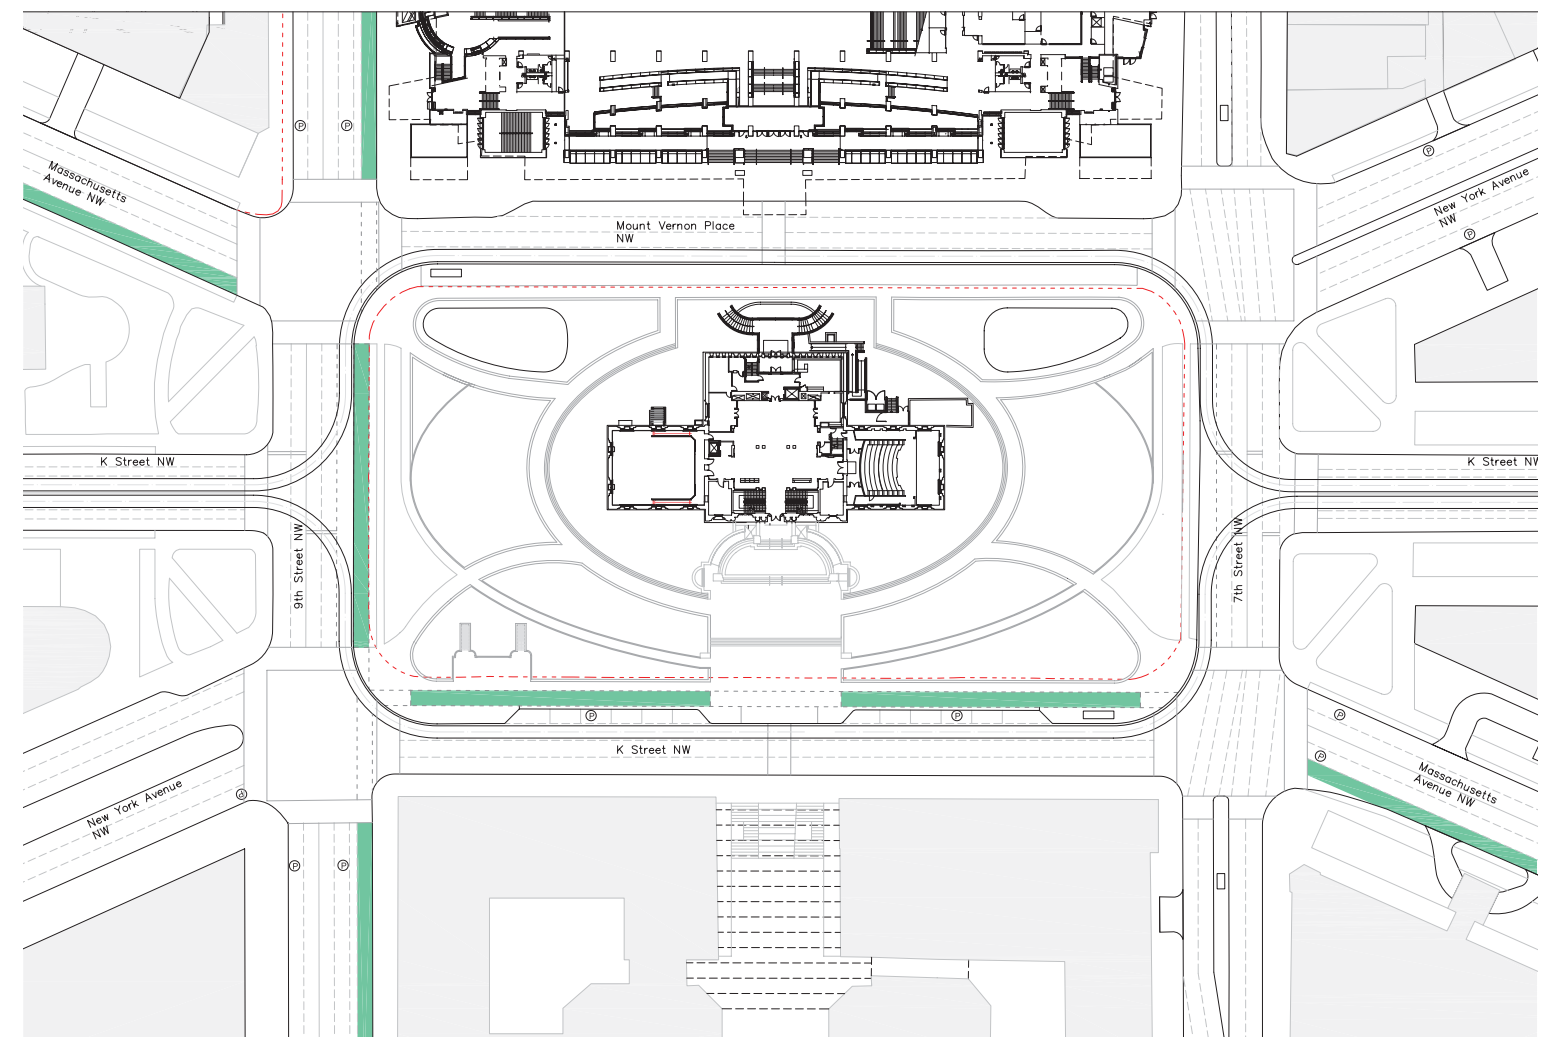 P
P
Massachusetts
Avenue NW
P
New York Avenue
NW
P
Mount Vernon Place
NW
K Street NW
K Street NW
9th Street NW
7th Street NW
P
P
P
K Street NW
P
Massachusetts
Avenue NW
New York Avenue
NW
P
P
P